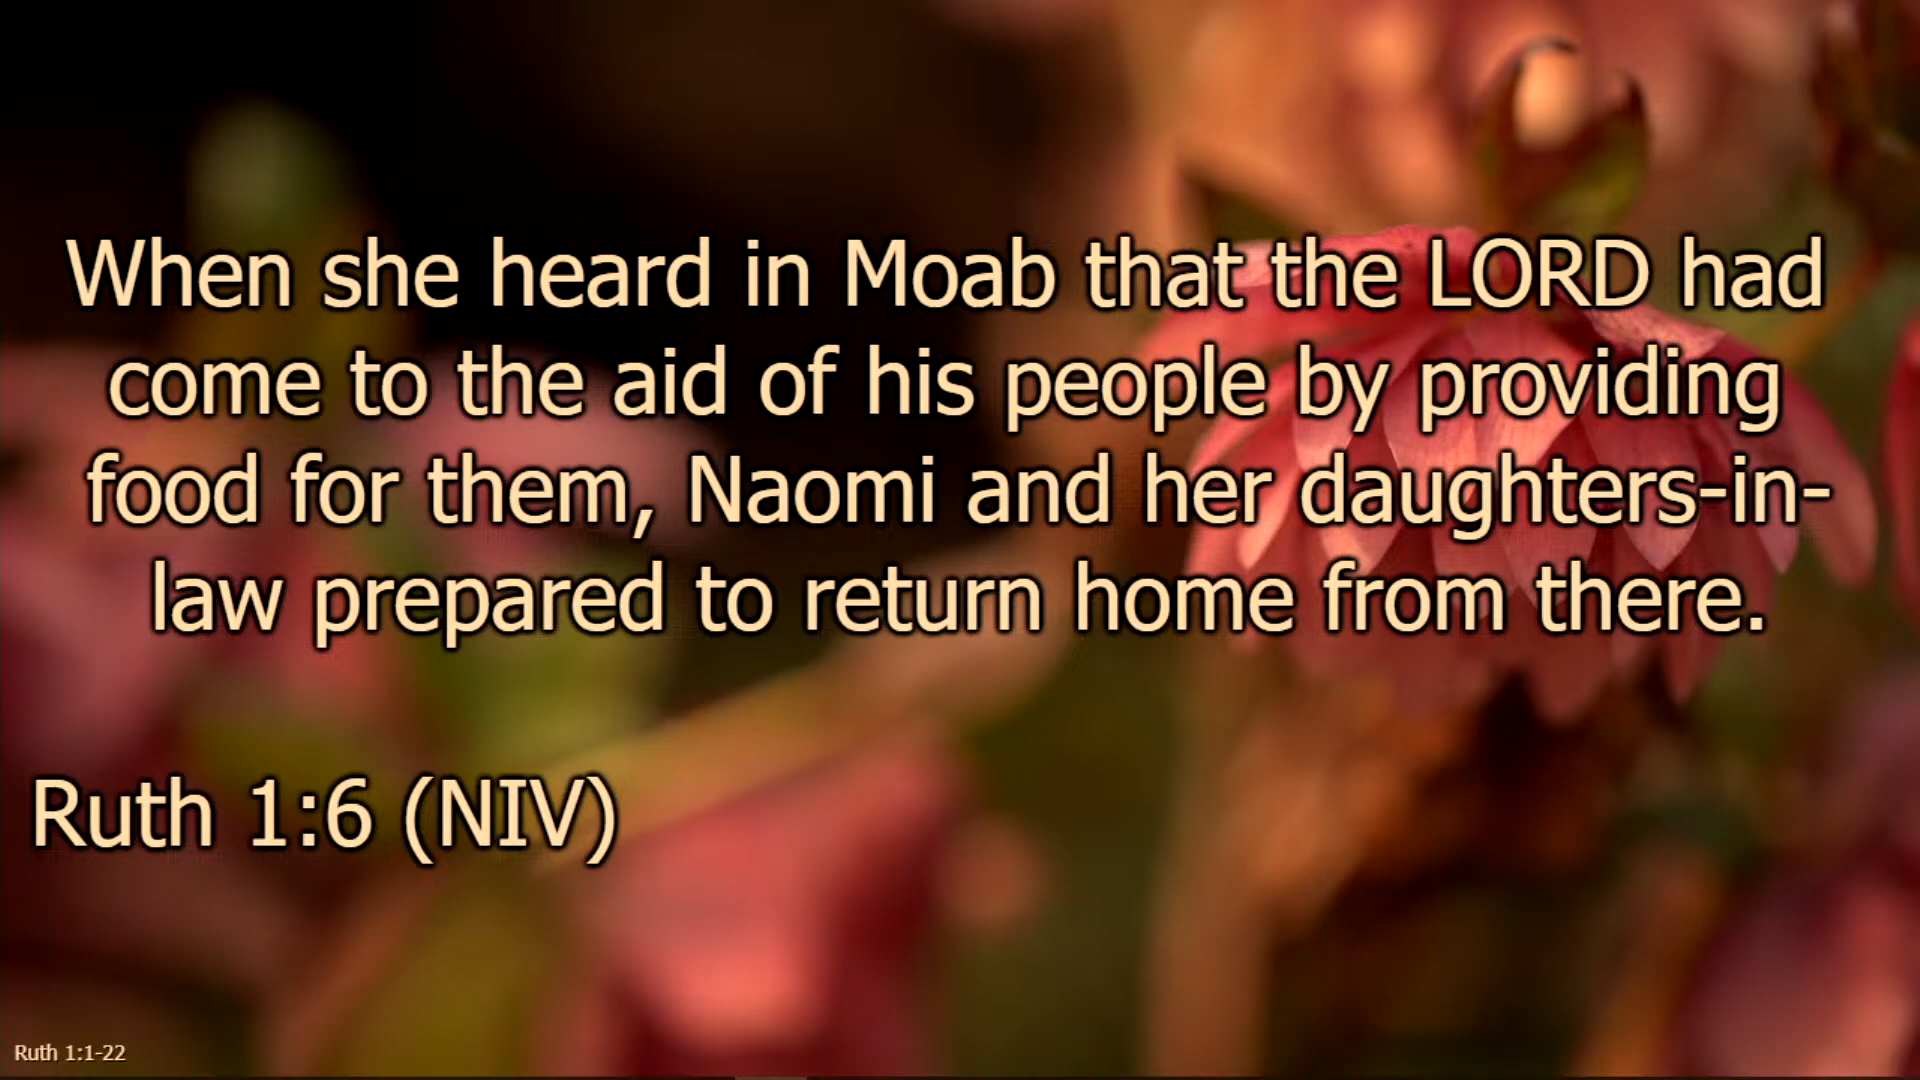 When she heard in Moab that the LORD had
come to the aid of his people by providing
food for them, Naomi and her daughters-in-
law prepared to return home from there.
Ruth 1:6 (NIV)
Ruth 1:1-22